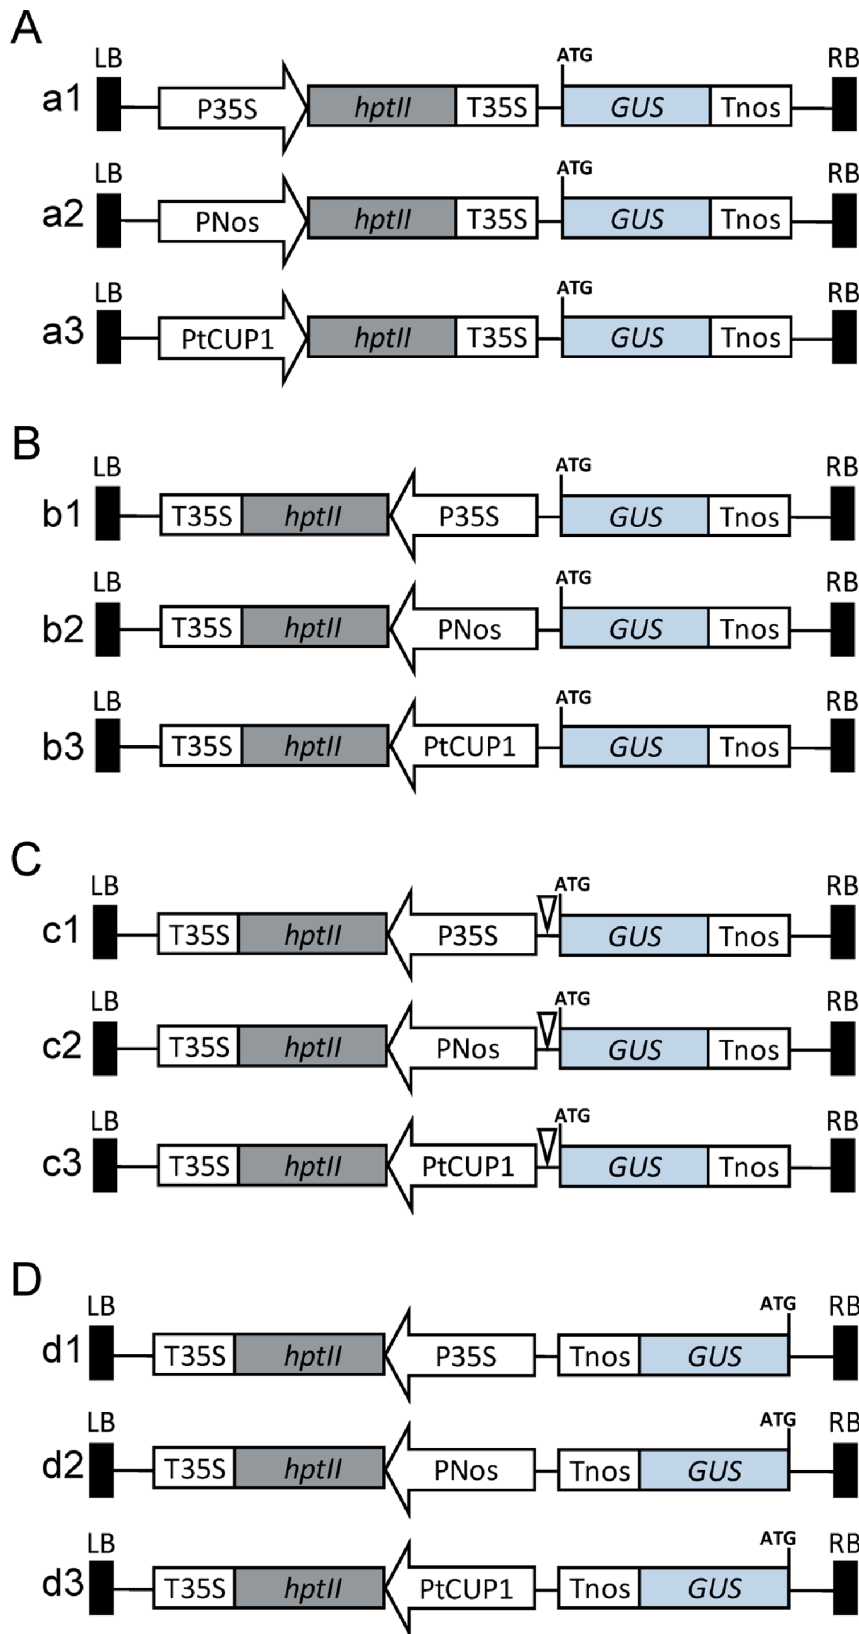 A
LB ATG RB
a1 P35S hptII T35S GUS Tnos
LB ATG RB
a2 PNos hptII T35S GUS Tnos
LB ATG RB
a3 PtCUP1 hptII T35S GUS Tnos
B
LB ATG RB
b1 T35S hptII P35S GUS Tnos
LB ATG RB
b2 T35S hptII PNos GUS Tnos
LB ATG RB
b3 T35S hptII PtCUP1 GUS Tnos
C
LB ATG RB
c1 T35S hptII P35S GUS Tnos
LB ATG RB
c2 T35S hptII PNos GUS Tnos
LB ATG RB
c3 T35S hptII PtCUP1 GUS Tnos
D
LB ATG RB
d1 T35S hptII P35S Tnos GUS
LB ATG RB
d2 T35S hptII PNos Tnos GUS
LB ATG RB
d3 T35S hptII PtCUP1 Tnos GUS